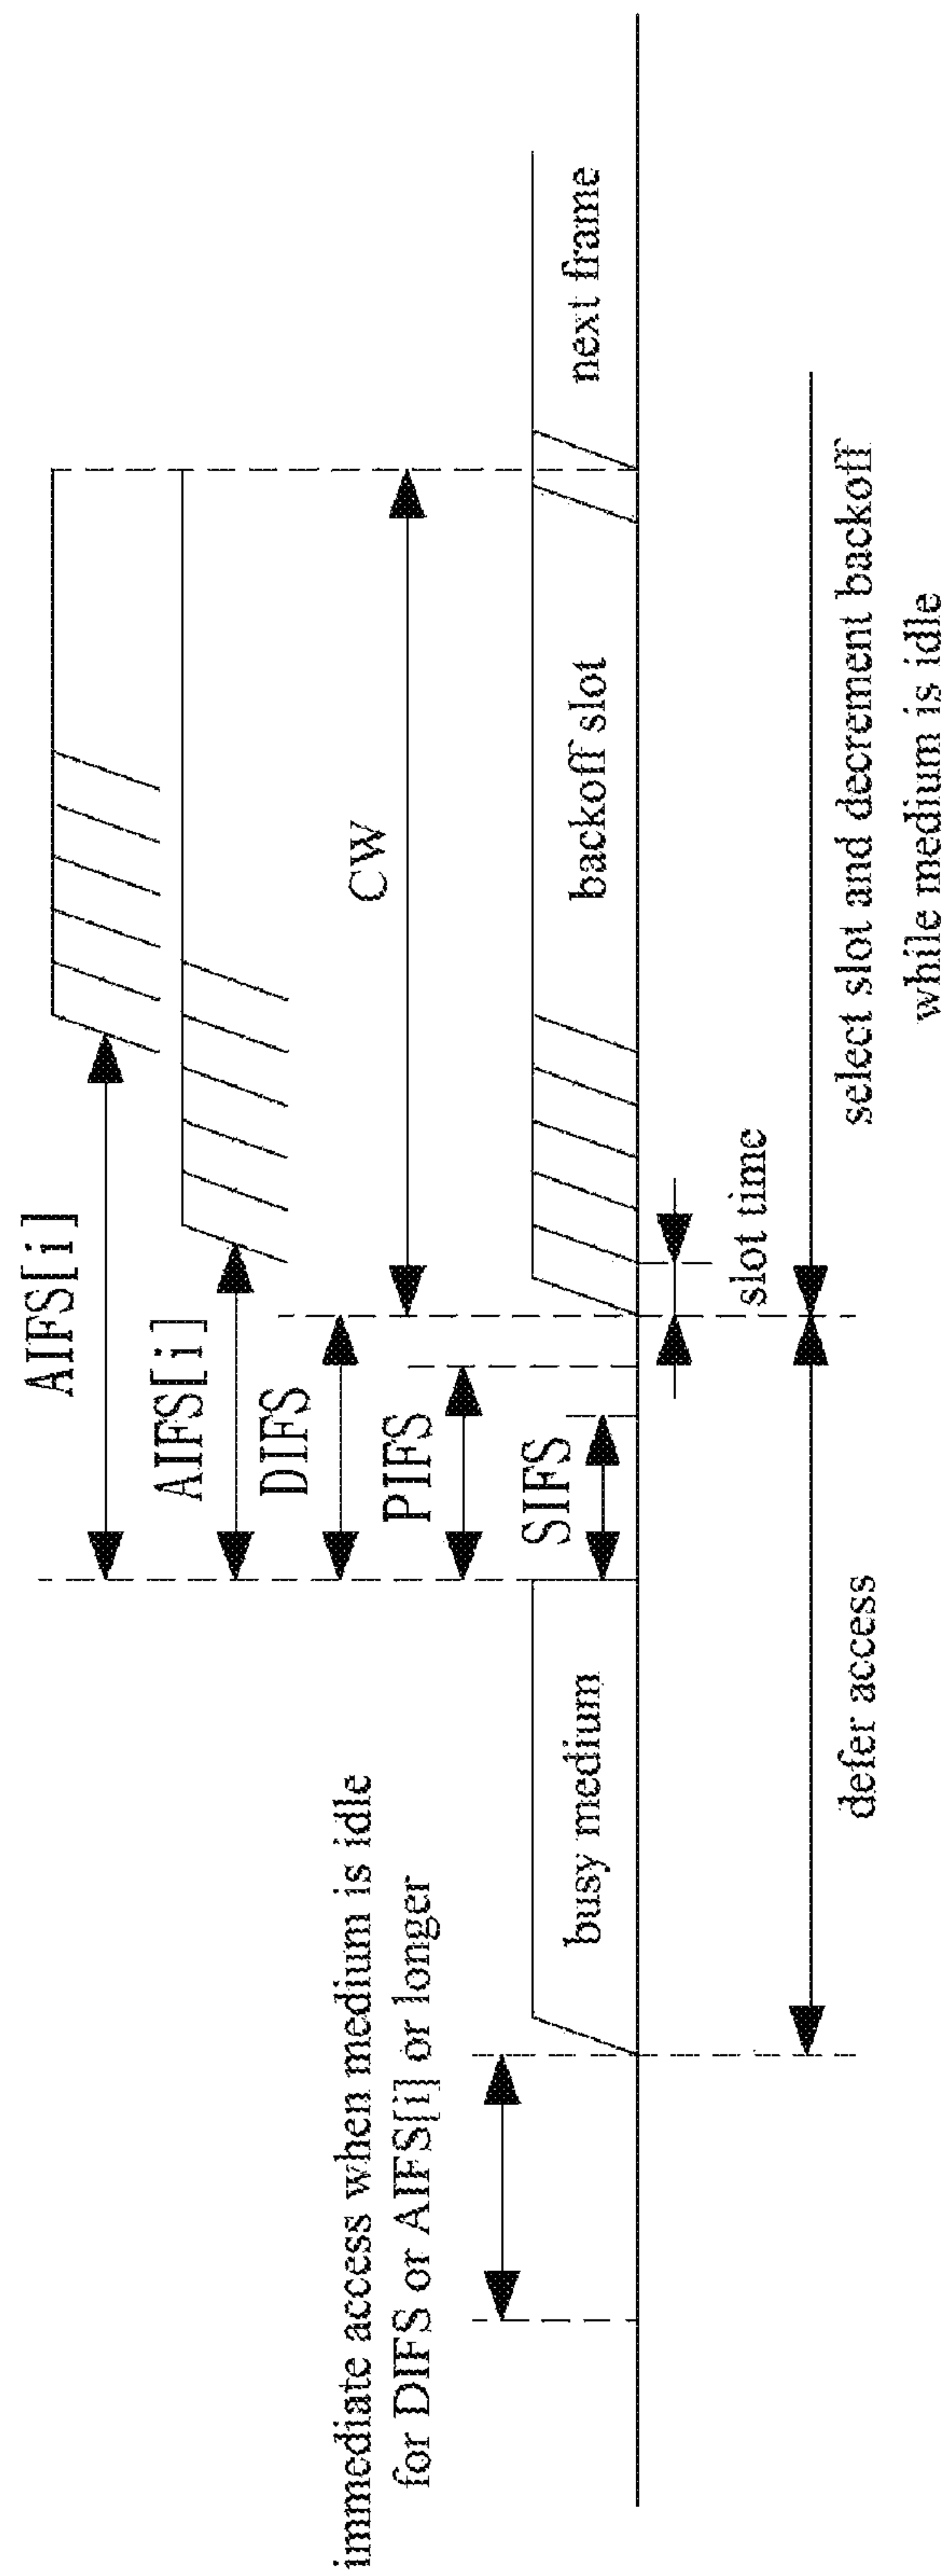 immediate access when medium is idle
for DIFS or AIFS[i] or longer
AIFS[i]
AIFS[i]
DIFS
PIFS
SIFS
CW
busy medium
backoff slot
next frame
slot time
defer access
select slot and decrement backoff
while medium is idle